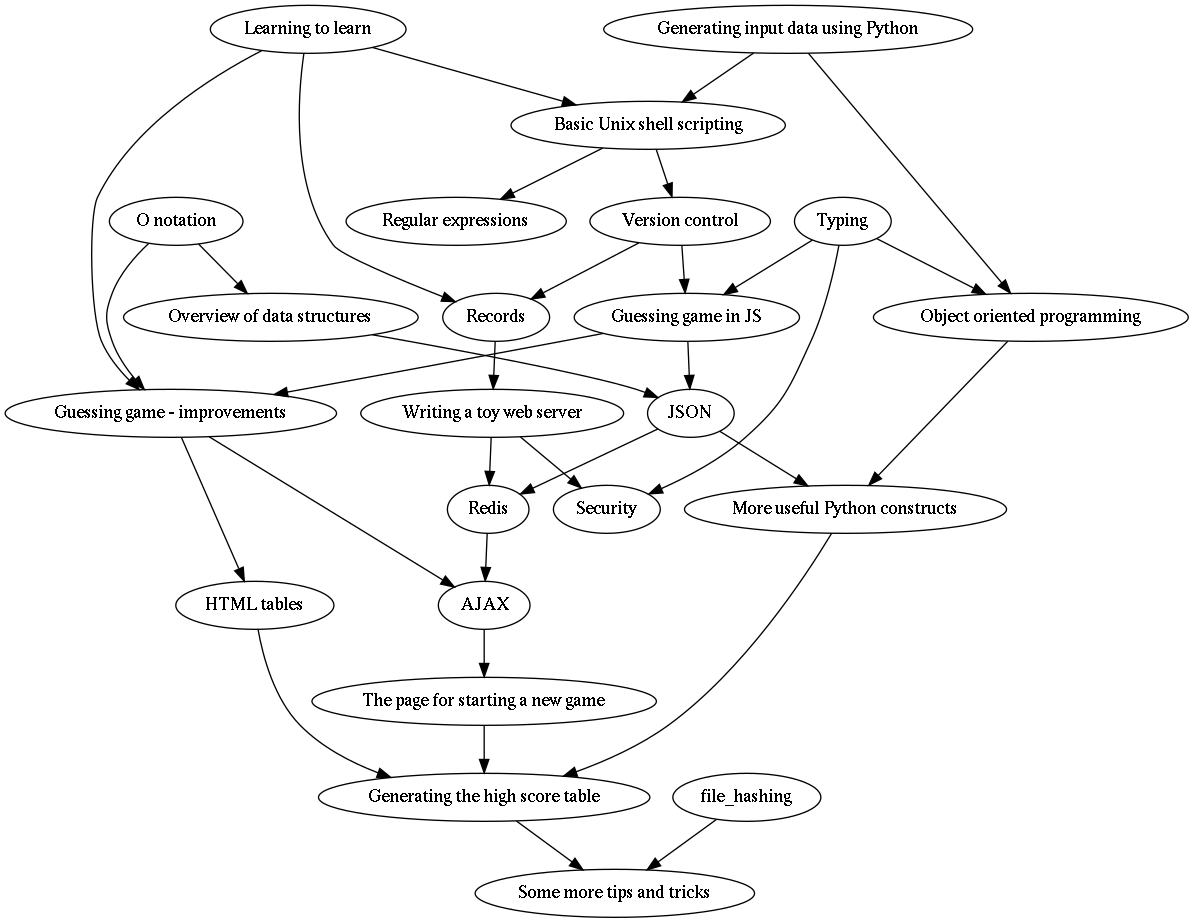 Learning to learn
Generating input data using Python
Basic Unix shell scripting
O notation
Regular expressions
Version control
Typing
Overview of data structures
Records
Guessing game in JS
Object oriented programming
Guessing game - improvements
Writing a toy web server
JSON
Redis
Security
More useful Python constructs
HTML tables
AJAX
The page for starting a new game
Generating the high score table
file_hashing
Some more tips and tricks